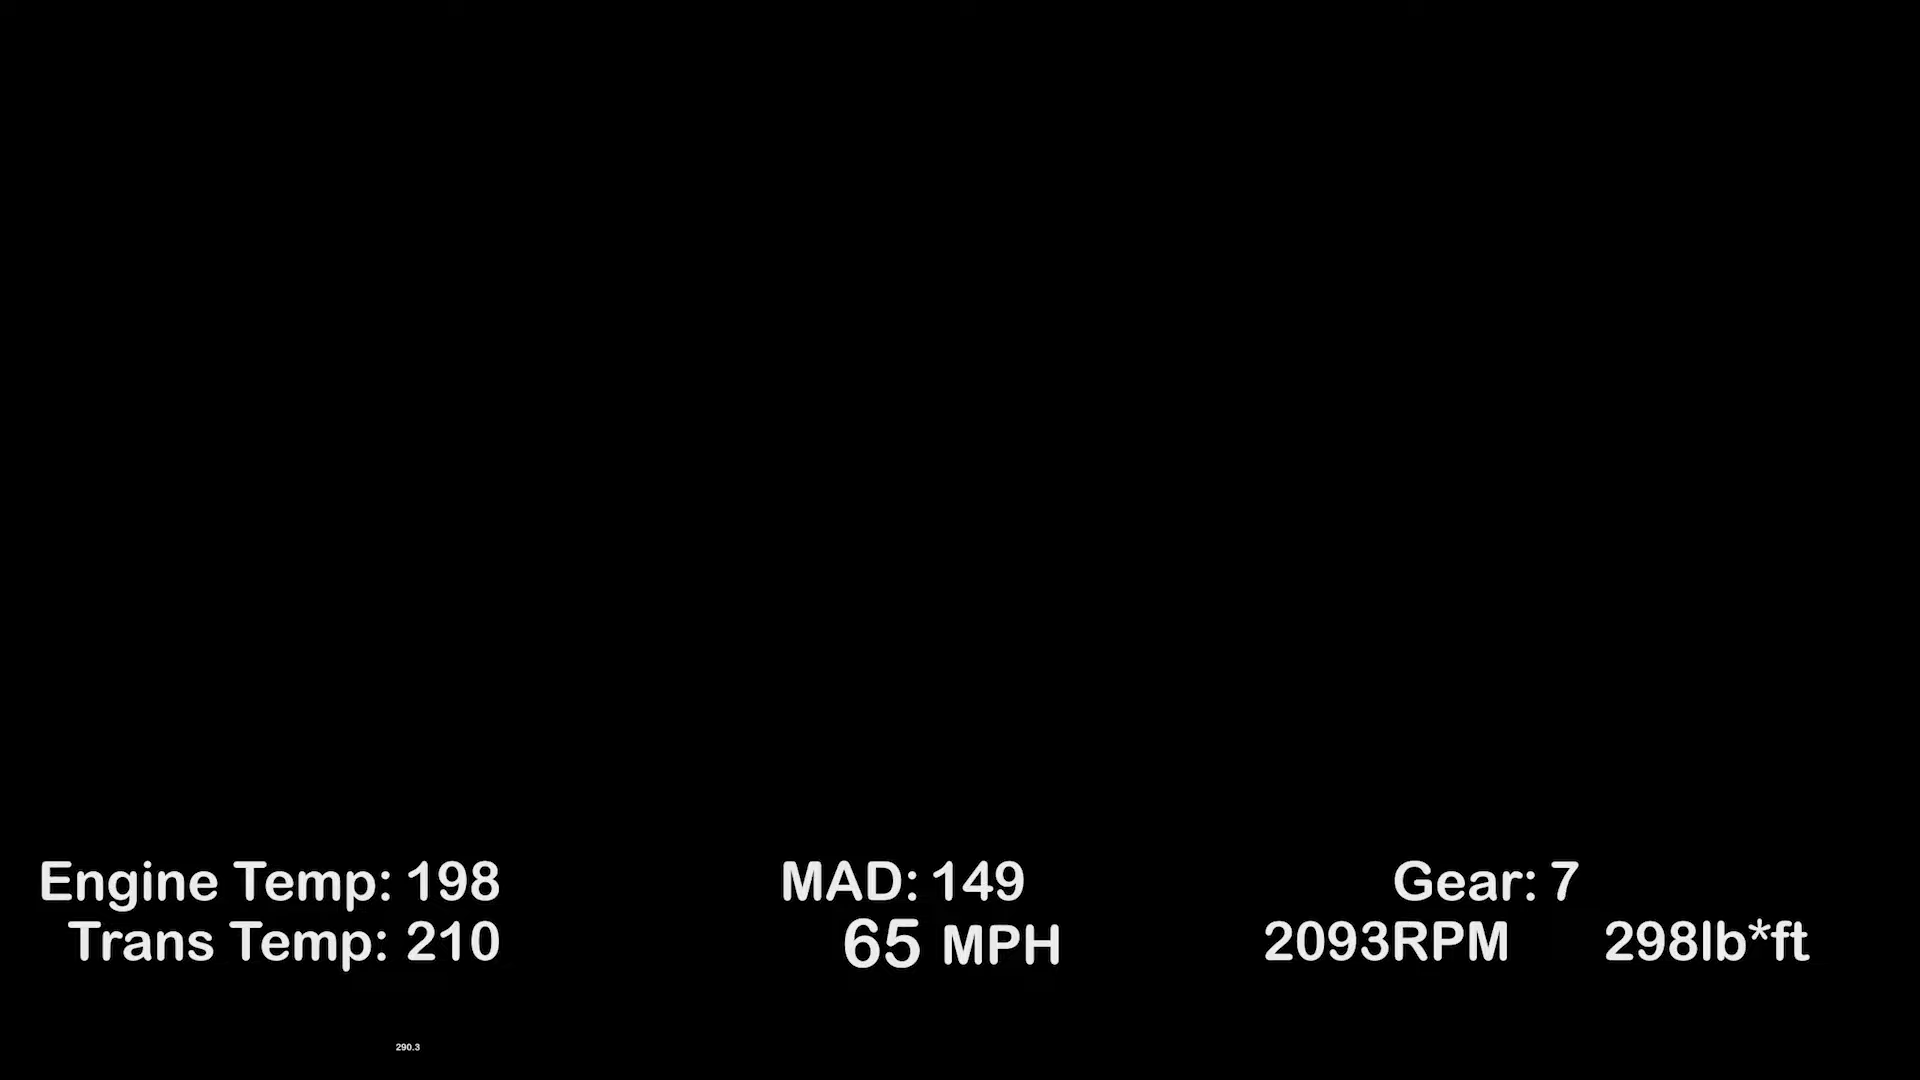 Engine Temp: 198
MAD: 149
Gear: 7
Trans Temp: 210
65 MPH
2093RPM
298lb*ft
290.3